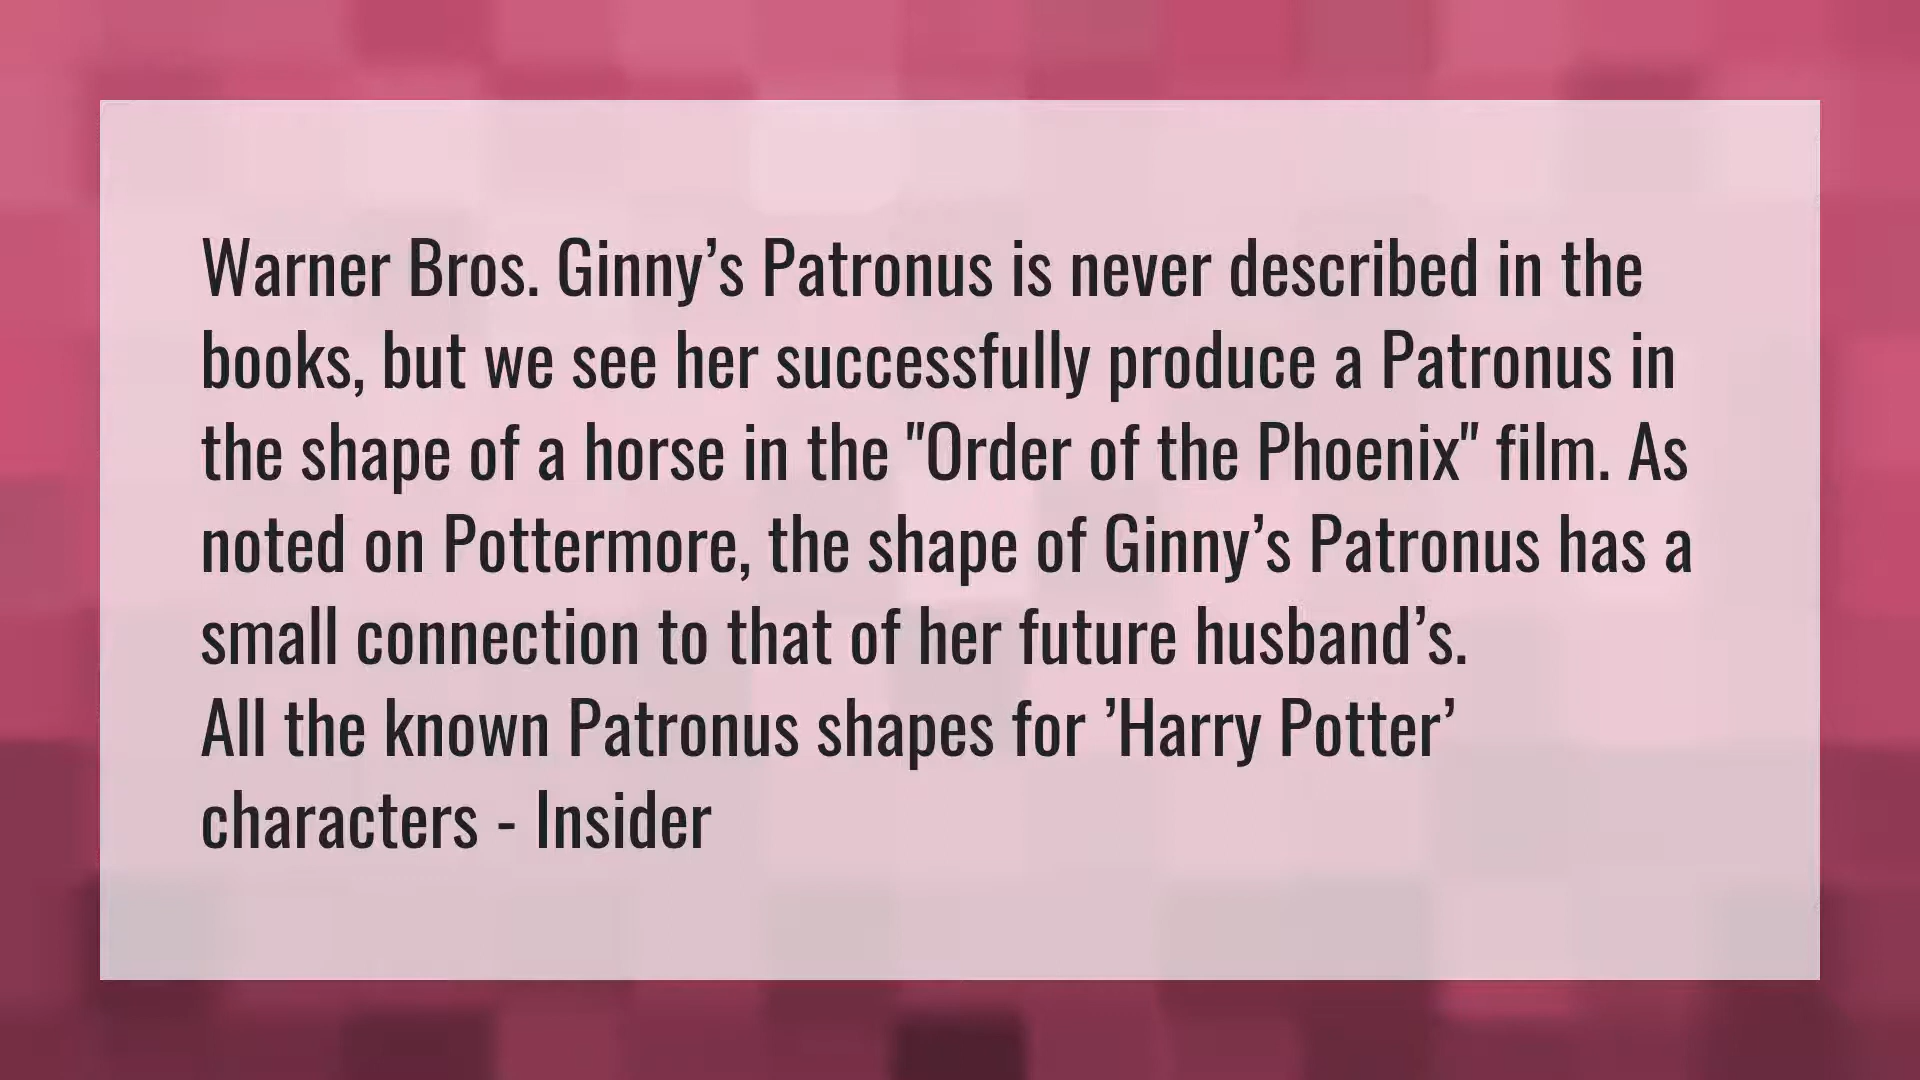 Warner Bros. Ginny’s Patronus is never described in the
books, but we see her successfully produce a Patronus in
the shape of a horse in the "Order of the Phoenix" film. As
noted on Pottermore, the shape of Ginny’s Patronus has a
small connection to that of her future husband’s.
All the known Patronus shapes for ’Harry Potter’
characters - Insider